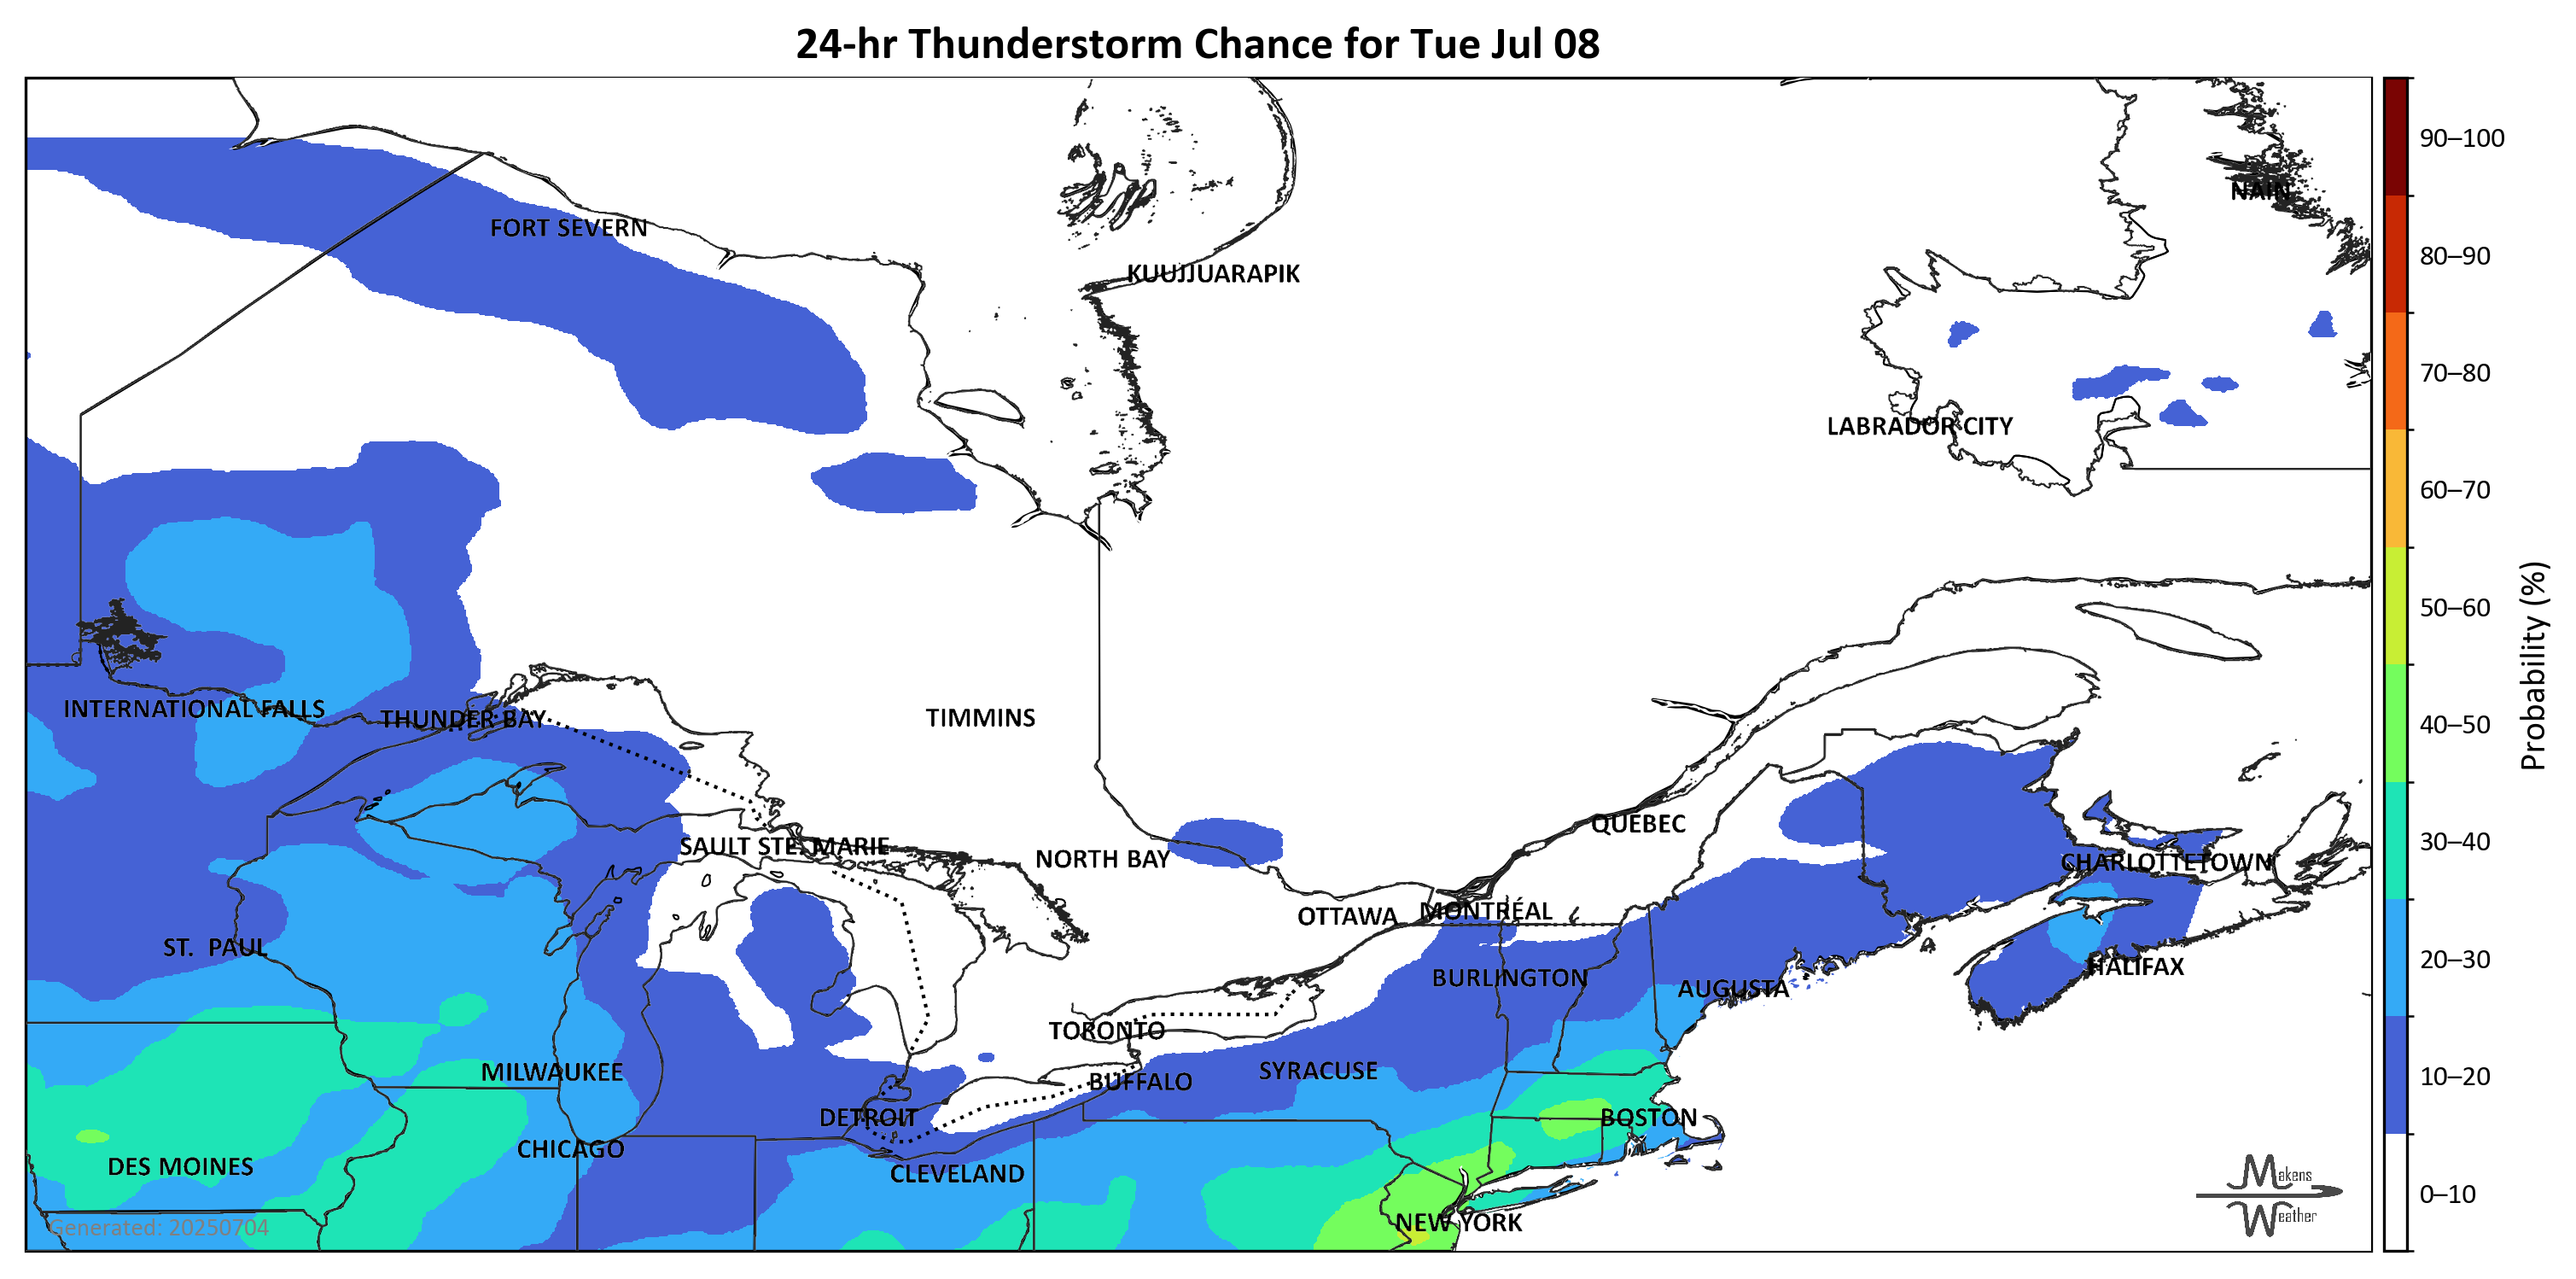 24-hr Thunderstorm Chance for Tue Jul 08
90–100
NAIN
FORT SEVERN
80–90
KUUJJUARAPIK
70–80
LABRADOR CITY
60–70
50–60
Probability (%)
INTERNATIONAL FALLS
THUNDER BAY
TIMMINS
40–50
QUEBEC
SAULT STE. MARIE
NORTH BAY
CHARLOTTETOWN
30–40
OTTAWA
MONTRÉAL
ST. PAUL
HALIFAX
20–30
BURLINGTON
AUGUSTA
TORONTO
MILWAUKEE
SYRACUSE
BUFFALO
10–20
DETROIT
BOSTON
CHICAGO
DES MOINES
CLEVELAND
Makens
Weather
0–10
NEW YORK
Generated: 20250704